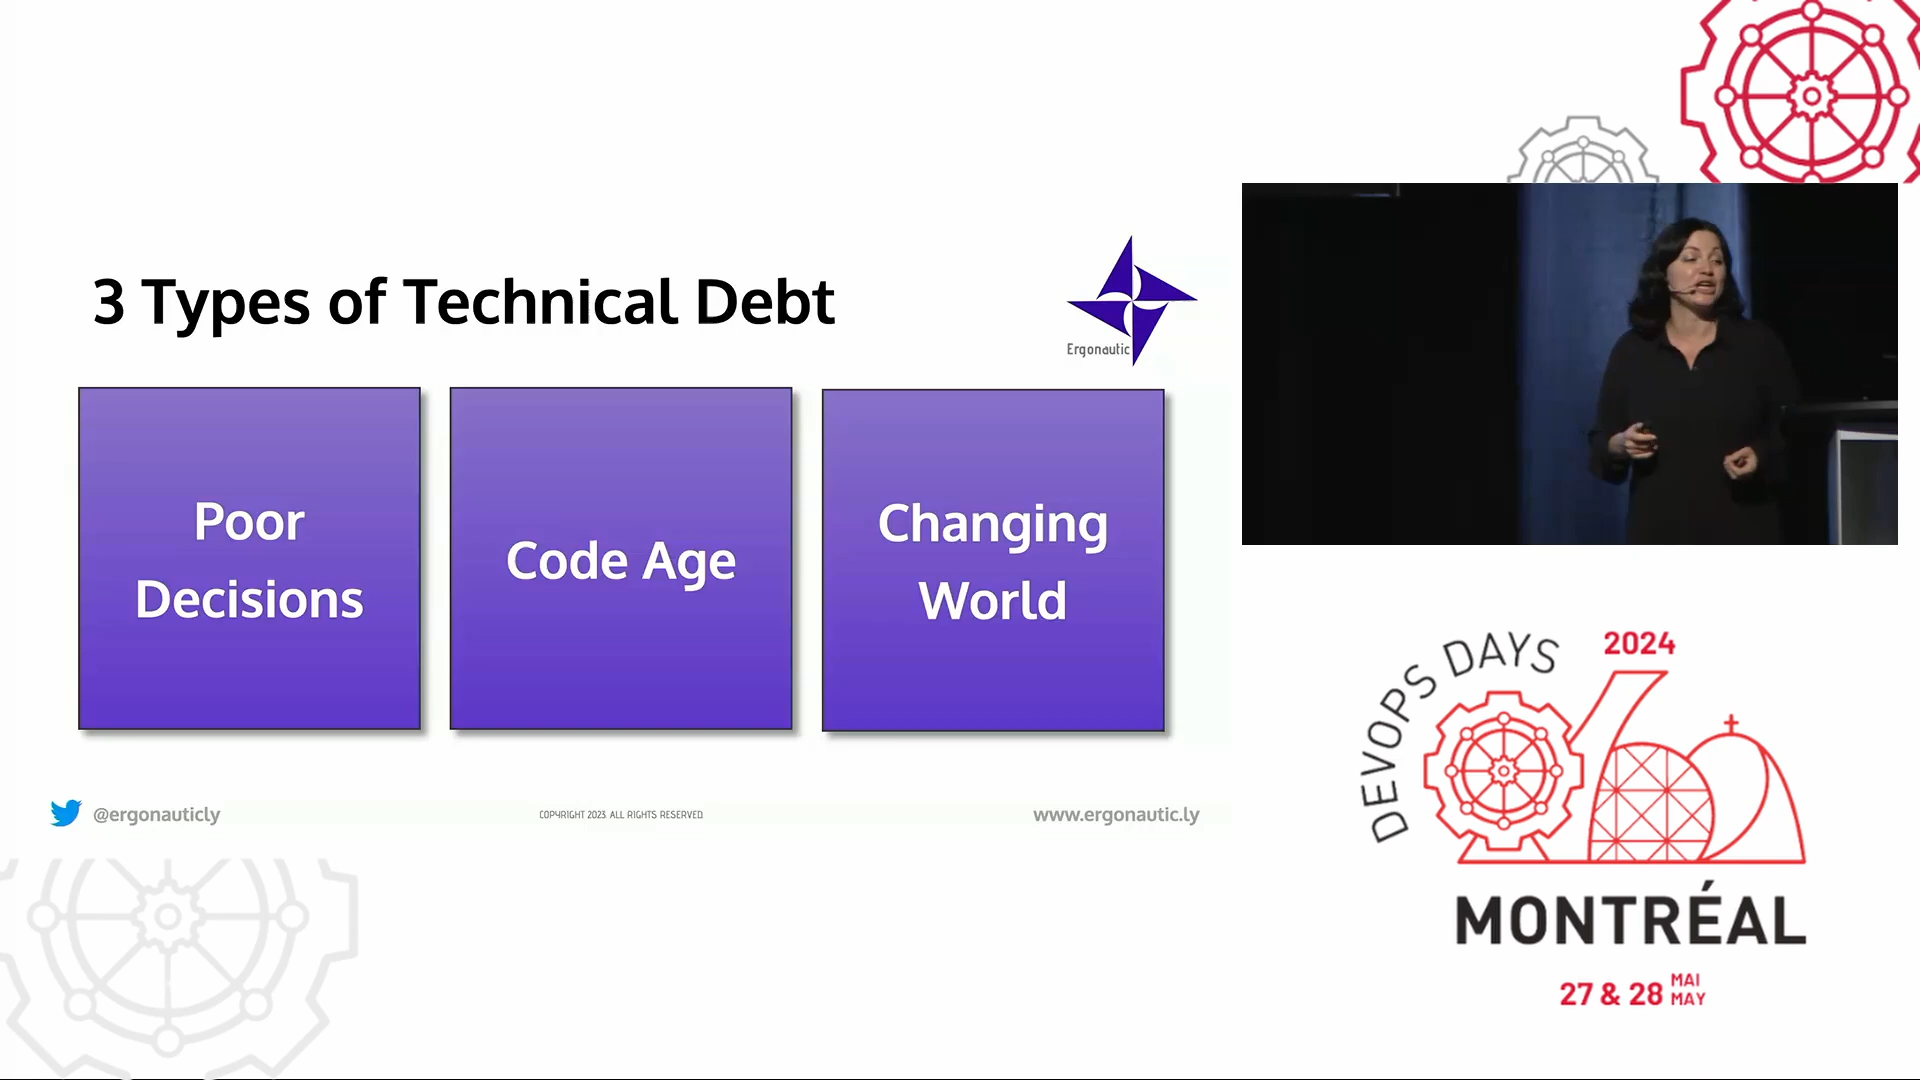 3 Types of Technical Debt
Ergonautic
Poor
Decisions
Code Age
Changing
World
@ergonauticly
COPYRIGHT 2023. ALL RIGHTS RESERVED.
www.ergonautic.ly
DEVOPS DAYS
2024
MONTRÉAL
27 & 28 MAI
MAY